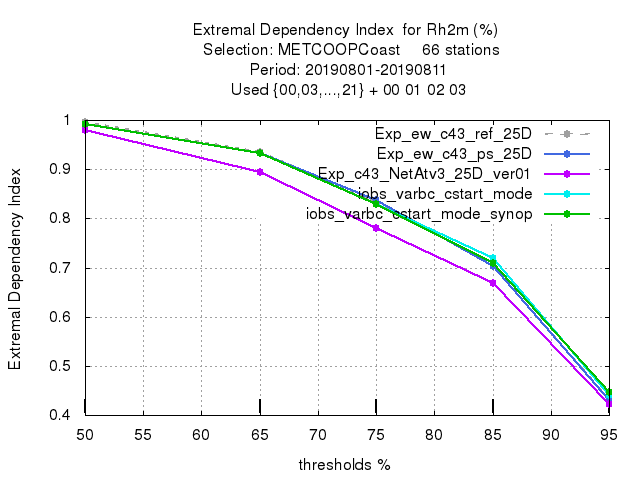 Extremal Dependency Index for Rh2m (%)
Selection: METCOOPCoast 66 stations
Period: 20190801-20190811
Used {00,03,...,21} + 00 01 02 03
Extremal Dependency Index
1
0.9
0.8
0.7
0.6
0.5
0.4
Exp_ew_c43_ref_25D
Exp_ew_c43_ps_25D
Exp_c43_NetAtv3_25D_ver01
iobs_varbc_cstart_mode
iobs_varbc_cstart_mode_synop
50 55 60 65 70 75 80 85 90 95
thresholds %